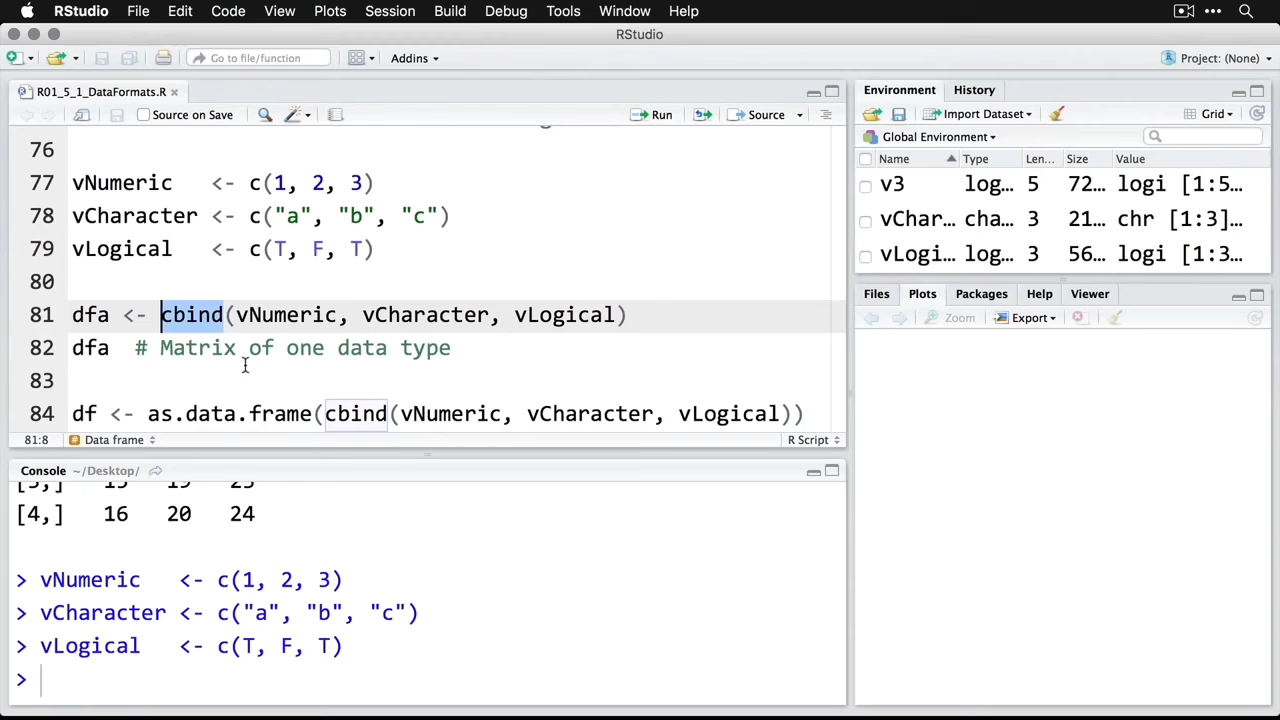 RStudio File Edit Code View Plots Session Build Debug Tools Window Help
RStudio
Go to file/function Addins Project: (None)
R01_5_1_DataFormats.R
Source on Save Run Source
76
77 vNumeric <- c(1, 2, 3)
78 vCharacter <- c("a", "b", "c")
79 vLogical <- c(T, F, T)
80
81 dfa <- cbind(vNumeric, vCharacter, vLogical)
82 dfa # Matrix of one data type
83
84 df <- as.data.frame(cbind(vNumeric, vCharacter, vLogical))
81:8 Data frame R Script
Console ~/Desktop/
[4,] 16 20 24
> vNumeric <- c(1, 2, 3)
> vCharacter <- c("a", "b", "c")
> vLogical <- c(T, F, T)
>
Environment History
Import Dataset Grid
Global Environment
Name Type Len... Size Value
v3 log... 5 72... logi [1:5...
vChar... cha... 3 21... chr [1:3]...
vLogi... log... 3 56... logi [1:3...
Files Plots Packages Help Viewer
Zoom Export